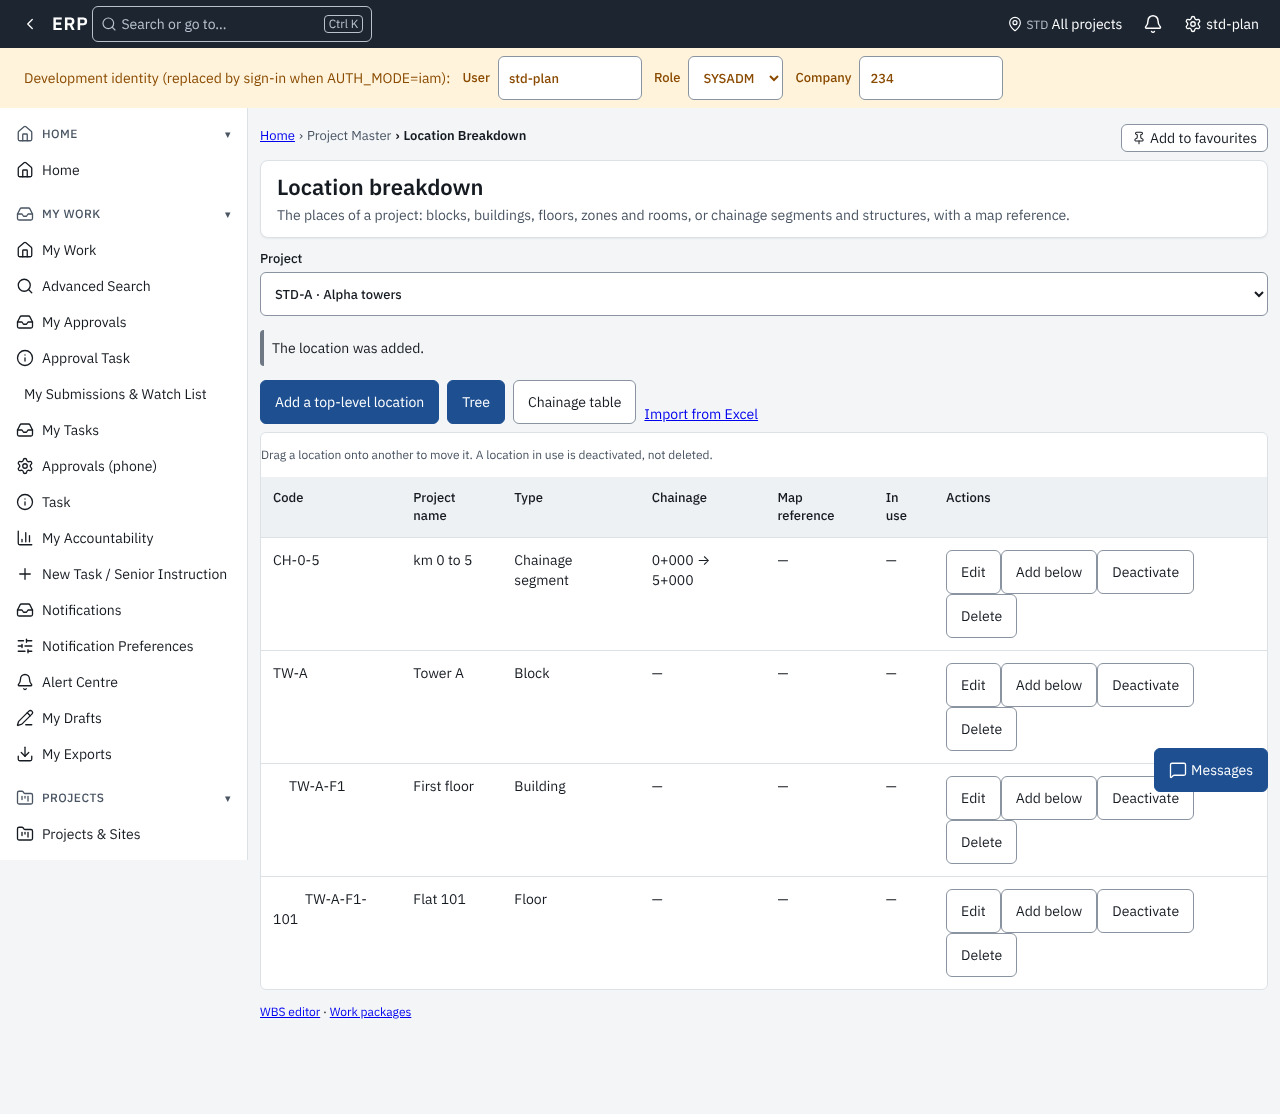 ERP
Search or go to...
Ctrl K
STD All projects
std-plan
Development identity (replaced by sign-in when AUTH_MODE=iam):
User
std-plan
Role
SYSADM
Company
234
HOME
Home
MY WORK
My Work
Advanced Search
My Approvals
Approval Task
My Submissions & Watch List
My Tasks
Approvals (phone)
Task
My Accountability
New Task / Senior Instruction
Notifications
Notification Preferences
Alert Centre
My Drafts
My Exports
PROJECTS
Projects & Sites
Home › Project Master › Location Breakdown
Add to favourites
Location breakdown
The places of a project: blocks, buildings, floors, zones and rooms, or chainage segments and structures, with a map reference.
Project
STD-A · Alpha towers
The location was added.
Add a top-level location
Tree
Chainage table
Import from Excel
Drag a location onto another to move it. A location in use is deactivated, not deleted.
Code
Project
name
Type
Chainage
Map
reference
In
use
Actions
CH-0-5
km 0 to 5
Chainage
segment
0+000 →
5+000
—
—
Edit
Add below
Deactivate
Delete
TW-A
Tower A
Block
—
—
—
Edit
Add below
Deactivate
Delete
TW-A-F1
First floor
Building
—
—
—
Edit
Add below
Deactivate
Delete
Messages
TW-A-F1-
101
Flat 101
Floor
—
—
—
Edit
Add below
Deactivate
Delete
WBS editor · Work packages